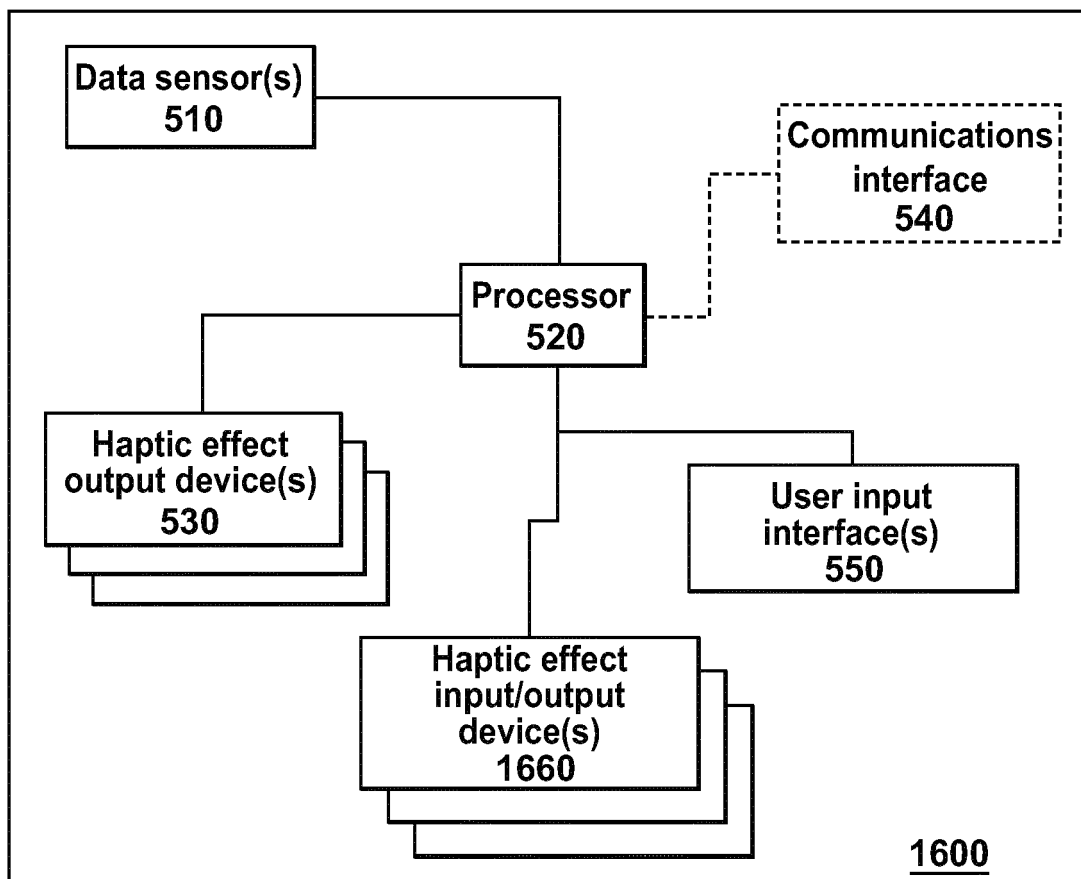 Data sensor(s)
510
Communications
interface
540
Processor
520
Haptic effect
output device(s)
530
User input
interface(s)
550
Haptic effect
input/output
device(s)
1660
1600